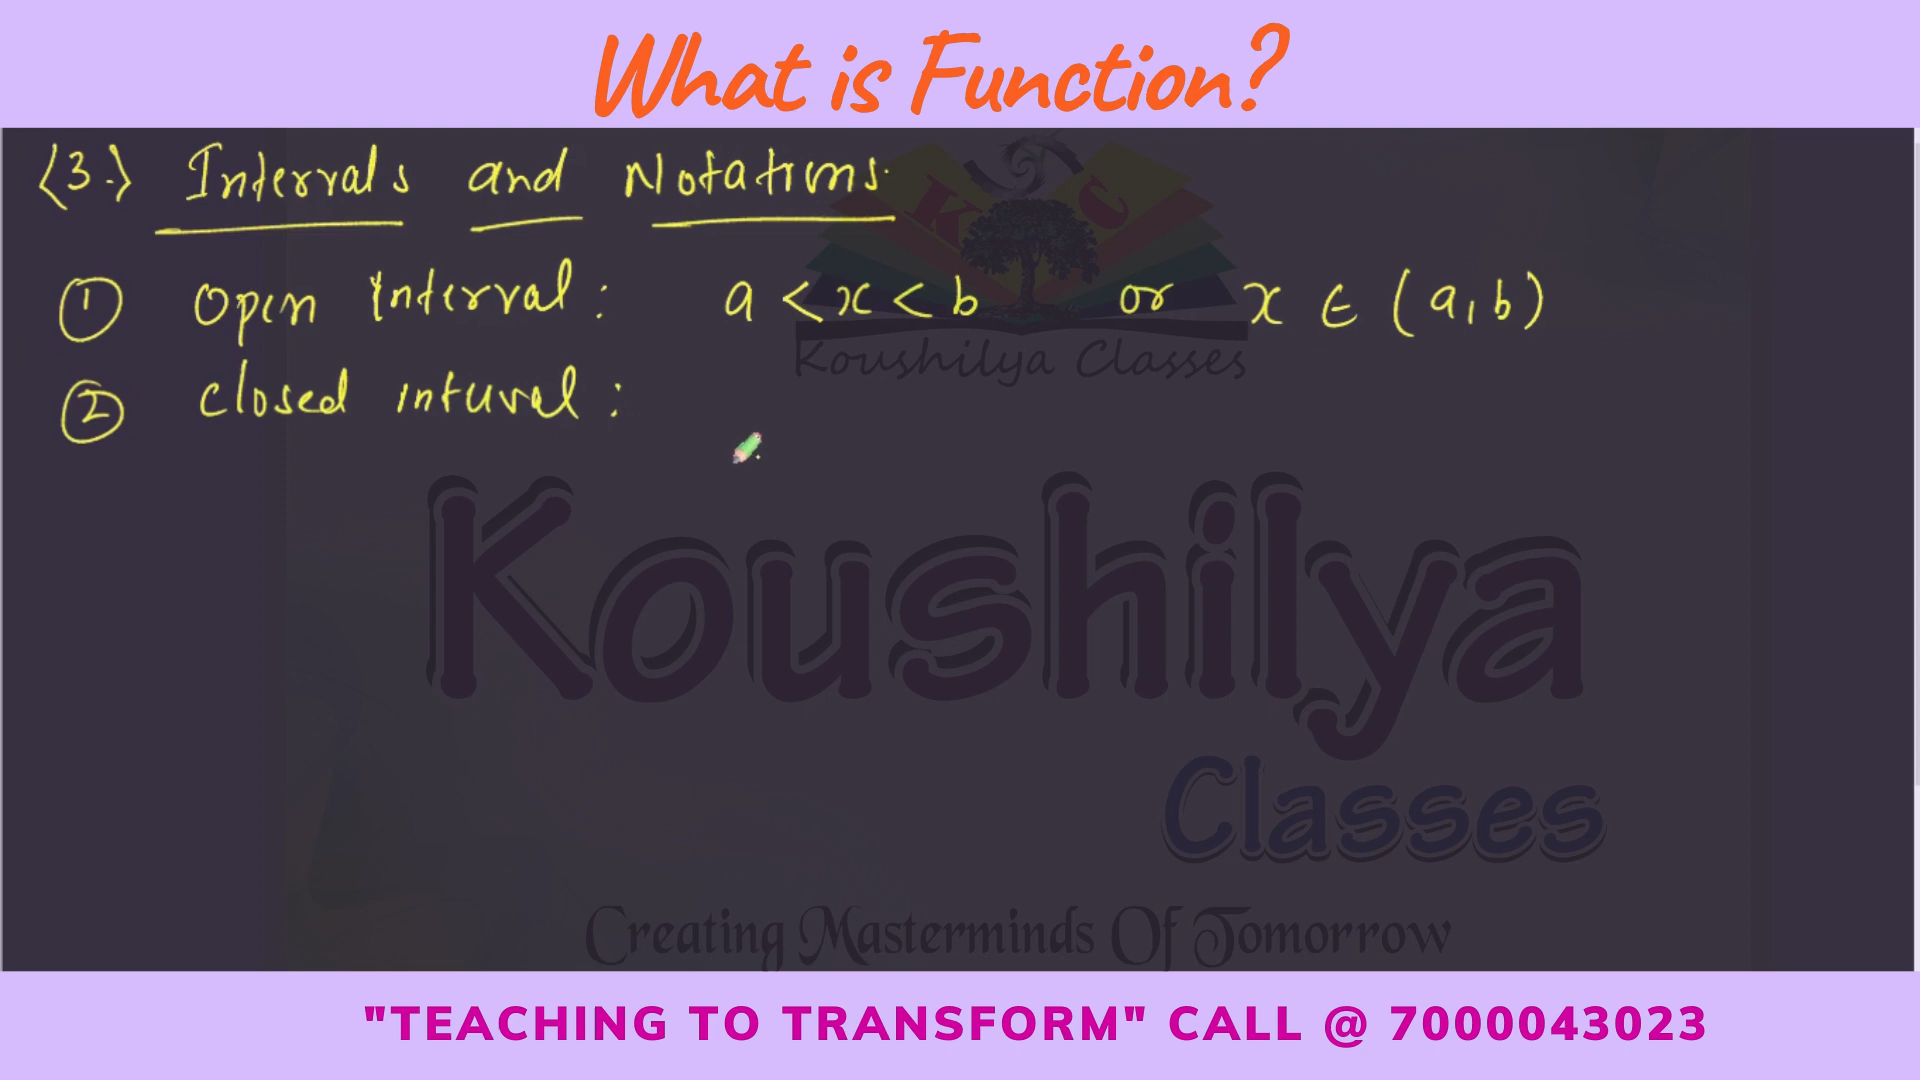 What is Function?
<3.> Intervals and Notations.
① Open Interval : a < x < b or x ∈ (a, b)
② closed interval :
K C
Koushilya Classes
Koushilya
Classes
Creating Masterminds Of Tomorrow
"TEACHING TO TRANSFORM" CALL @ 7000043023